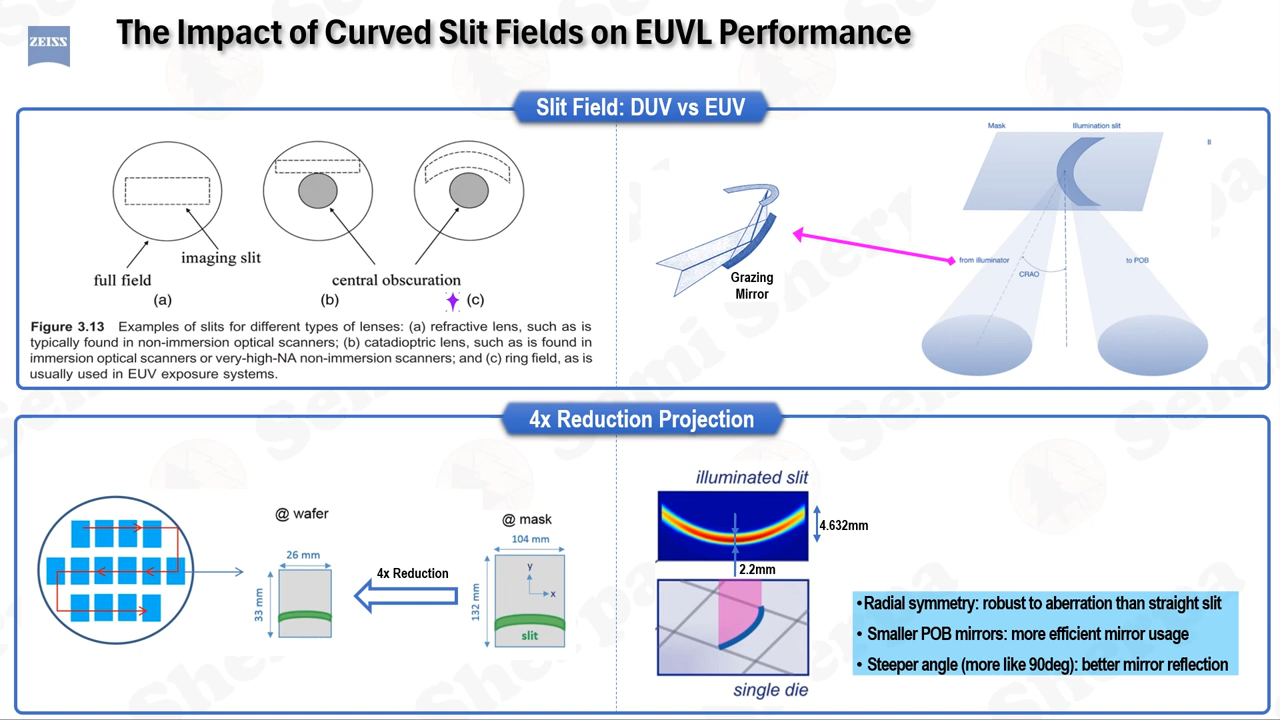 ZEISS
The Impact of Curved Slit Fields on EUVL Performance
Slit Field: DUV vs EUV
imaging slit
full field
central obscuration
(a)
(b)
(c)
Figure 3.13 Examples of slits for different types of lenses: (a) refractive lens, such as is
typically found in non-immersion optical scanners; (b) catadioptric lens, such as is found in
immersion optical scanners or very-high-NA non-immersion scanners; and (c) ring field, as is
usually used in EUV exposure systems.
Grazing
Mirror
Mask
Illumination slit
from illuminator
CRAO
to POB
4x Reduction Projection
@ wafer
26 mm
33 mm
4x Reduction
@ mask
104 mm
132 mm
y
x
slit
illuminated slit
4.632mm
2.2mm
single die
• Radial symmetry: robust to aberration than straight slit
• Smaller POB mirrors: more efficient mirror usage
• Steeper angle (more like 90deg): better mirror reflection